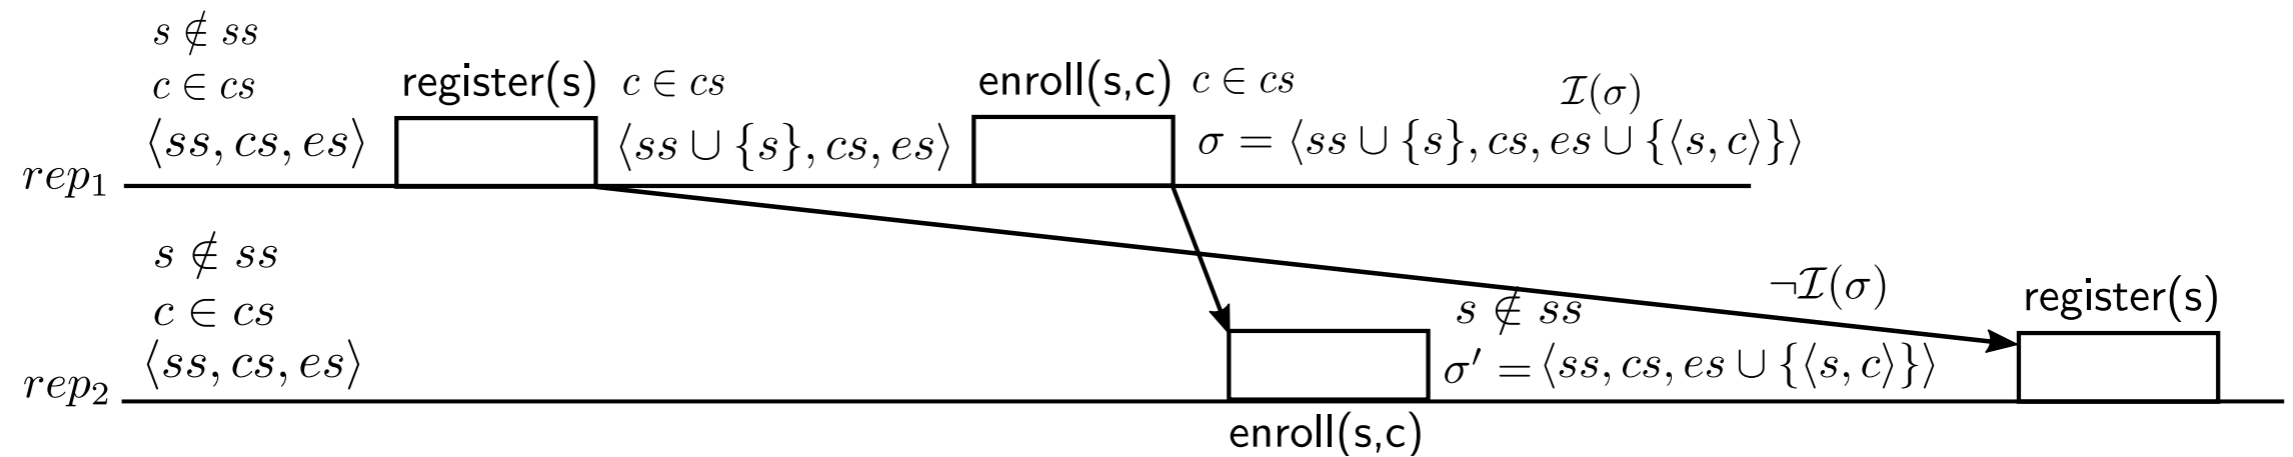 s ∉ ss
c ∈ cs
⟨ss, cs, es⟩
rep₁
register(s)
c ∈ cs
⟨ss ∪ {s}, cs, es⟩
enroll(s,c)
c ∈ cs
I(σ)
σ = ⟨ss ∪ {s}, cs, es ∪ {⟨s, c⟩}⟩
s ∉ ss
c ∈ cs
⟨ss, cs, es⟩
rep₂
enroll(s,c)
s ∉ ss
σ′ = ⟨ss, cs, es ∪ {⟨s, c⟩}⟩
¬I(σ)
register(s)